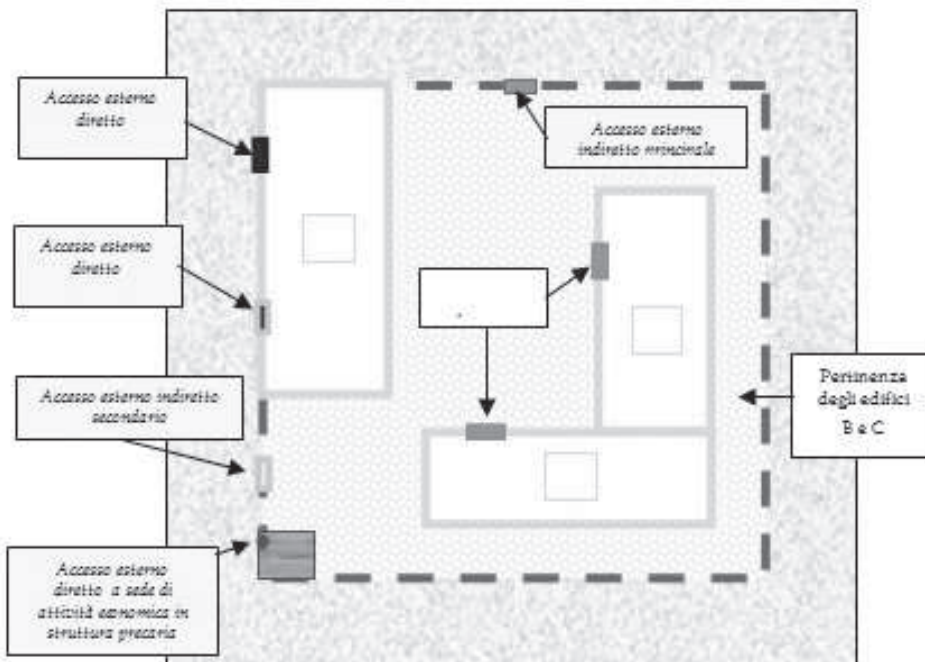 Accesso esterno
diretto
Accesso esterno
indiretto principale
Accesso esterno
diretto
Accesso esterno indiretto
secondario
Pertinenza
degli edifici
B e C
Accesso esterno
diretto a sede di
attività economica in
struttura precaria